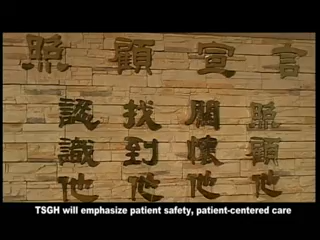 照顧宣言
認識他
找到他
關懷他
照顧他
TSGH will emphasize patient safety, patient-centered care